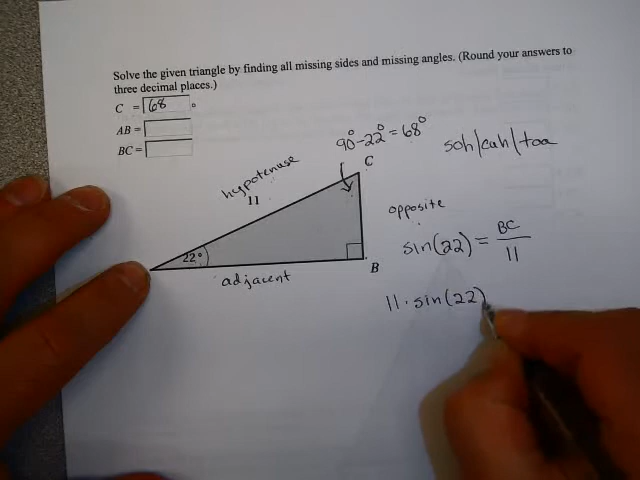 Solve the given triangle by finding all missing sides and missing angles. (Round your answers to
three decimal places.)
C = 68 °
AB =
BC =
90° - 22° = 68°
soh/cah/toa
hypotenuse
11
C
opposite
sin(22) = BC/11
22°
adjacent
B
11 · sin(22)